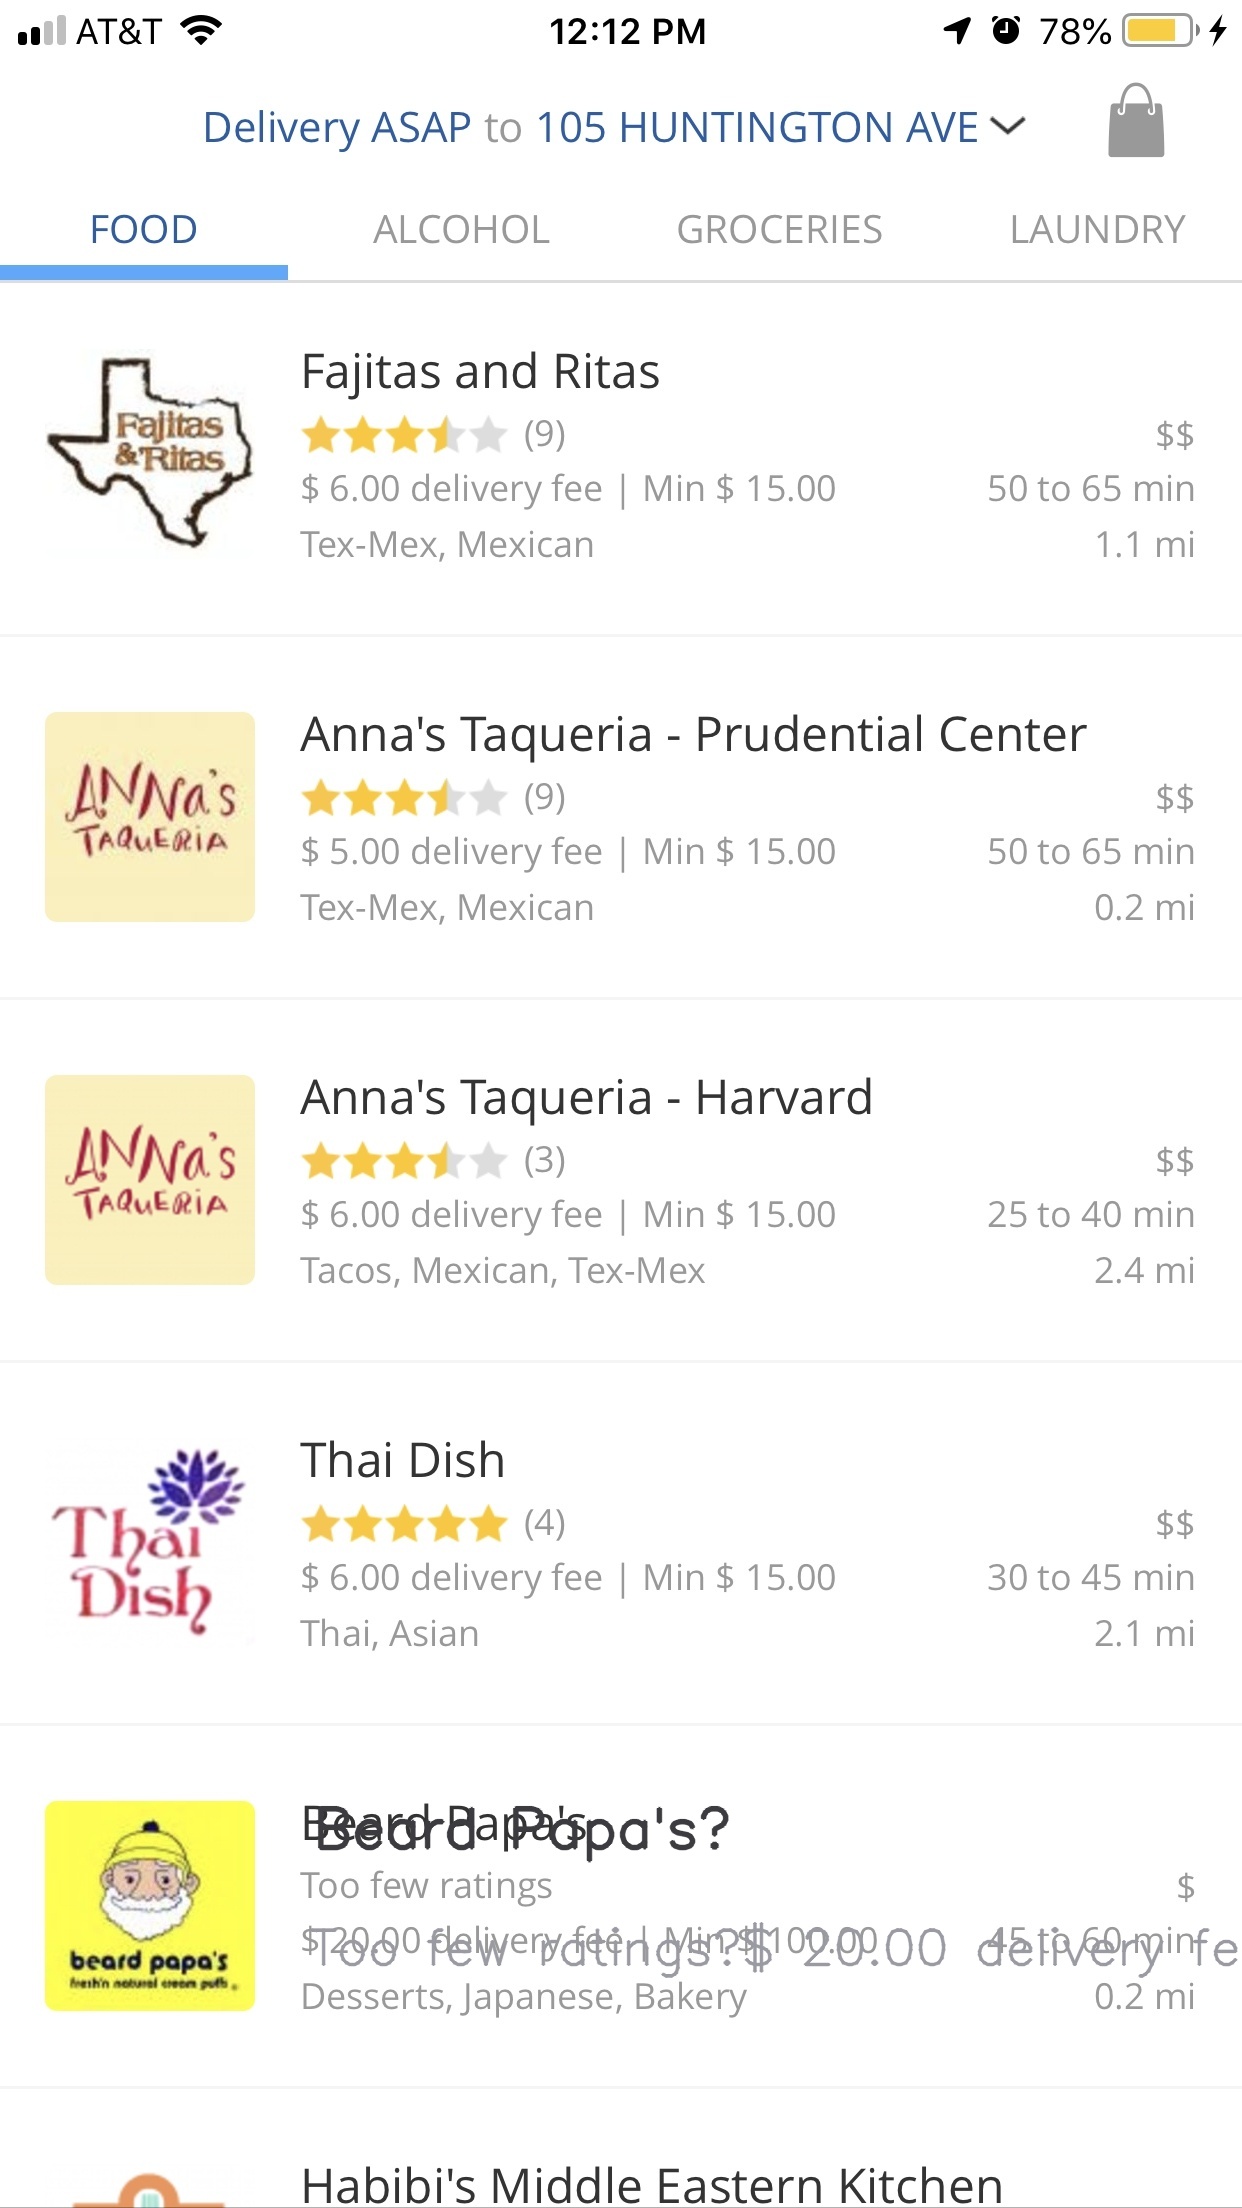 AT&T 12:12 PM 78%
Delivery ASAP to 105 HUNTINGTON AVE
FOOD ALCOHOL GROCERIES LAUNDRY
Fajitas
&Ritas
Fajitas and Ritas
(9) $$
$ 6.00 delivery fee | Min $ 15.00 50 to 65 min
Tex-Mex, Mexican 1.1 mi
ANNA'S
TAQUERIA
Anna's Taqueria - Prudential Center
(9) $$
$ 5.00 delivery fee | Min $ 15.00 50 to 65 min
Tex-Mex, Mexican 0.2 mi
ANNA'S
TAQUERIA
Anna's Taqueria - Harvard
(3) $$
$ 6.00 delivery fee | Min $ 15.00 25 to 40 min
Tacos, Mexican, Tex-Mex 2.4 mi
Thai
Dish
Thai Dish
(4) $$
$ 6.00 delivery fee | Min $ 15.00 30 to 45 min
Thai, Asian 2.1 mi
beard papa's
fresh'n natural cream puffs
Beard Papa's
Beard Papa's?
Too few ratings $
$ 20.00 delivery fee | Min $ 100.00 45 to 60 min
Too few ratings?$ 20.00 delivery fe
Desserts, Japanese, Bakery 0.2 mi
Habibi's Middle Eastern Kitchen